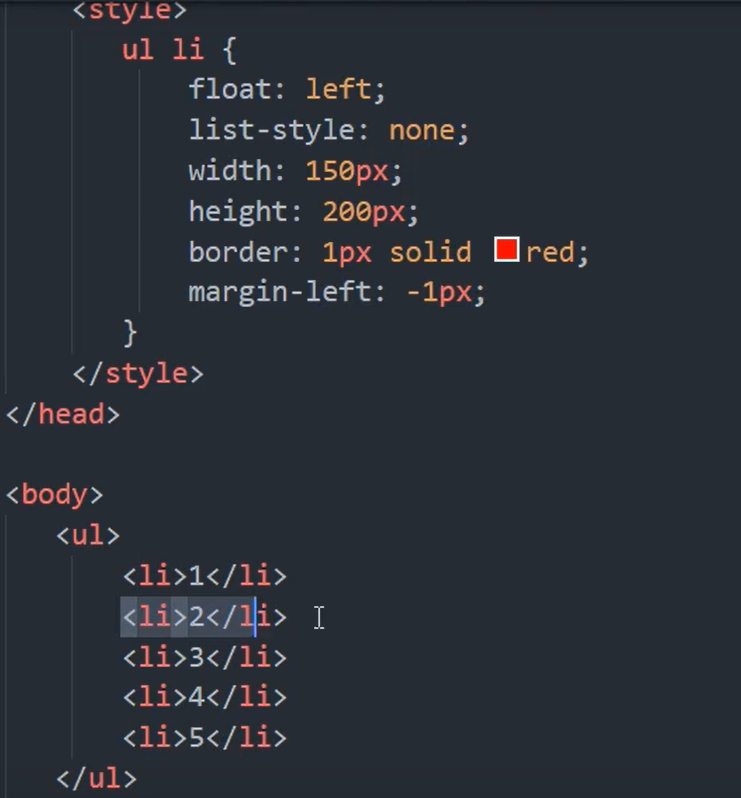 <style>
ul li {
float: left;
list-style: none;
width: 150px;
height: 200px;
border: 1px solid red;
margin-left: -1px;
}
</style>
</head>
<body>
<ul>
<li>1</li>
<li>2</li>
<li>3</li>
<li>4</li>
<li>5</li>
</ul>